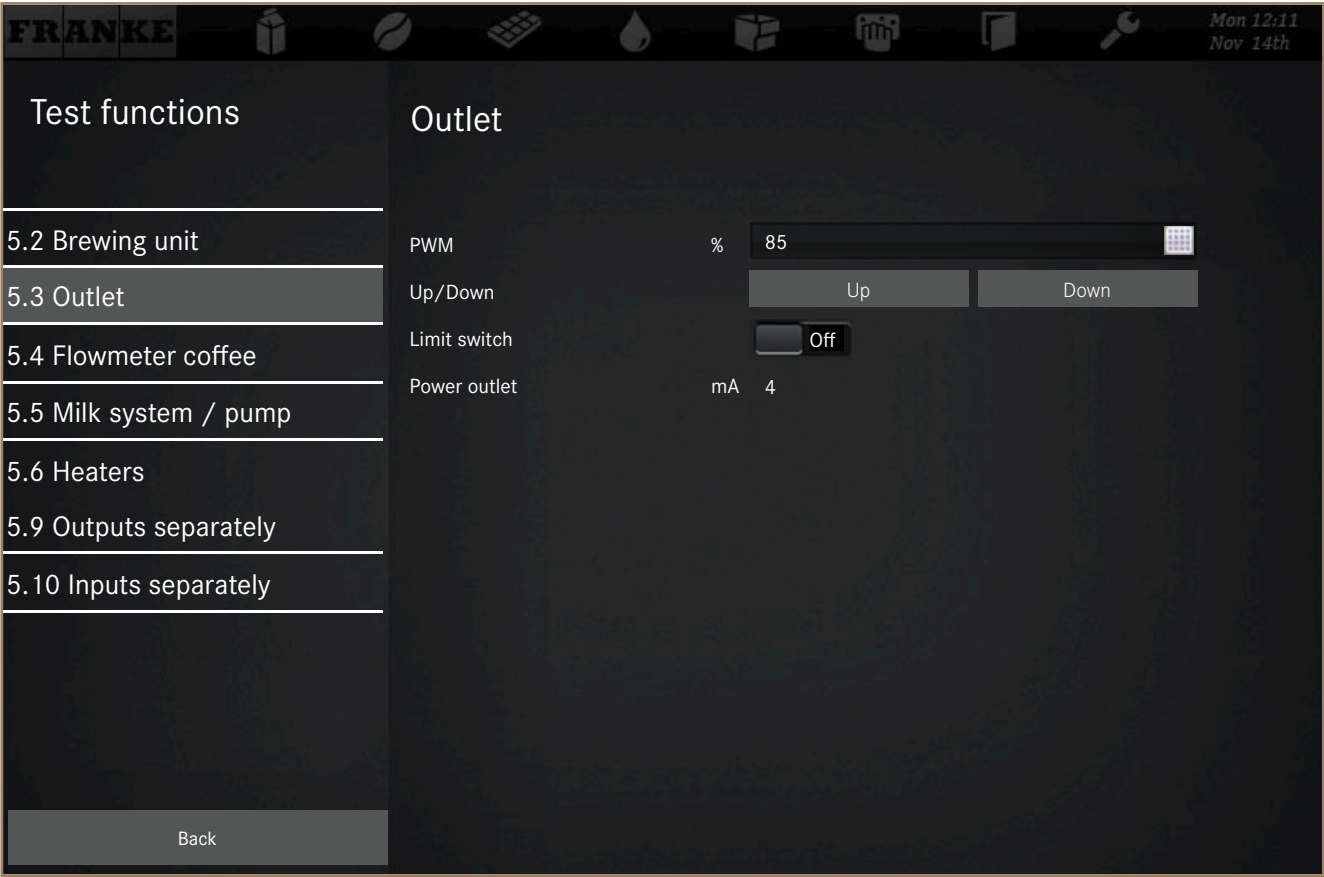 FRANKE
Mon 12:11
Nov 14th
Test functions
5.2 Brewing unit
5.3 Outlet
5.4 Flowmeter coffee
5.5 Milk system / pump
5.6 Heaters
5.9 Outputs separately
5.10 Inputs separately
Back
Outlet
PWM % 85
Up/Down Up Down
Limit switch Off
Power outlet mA 4